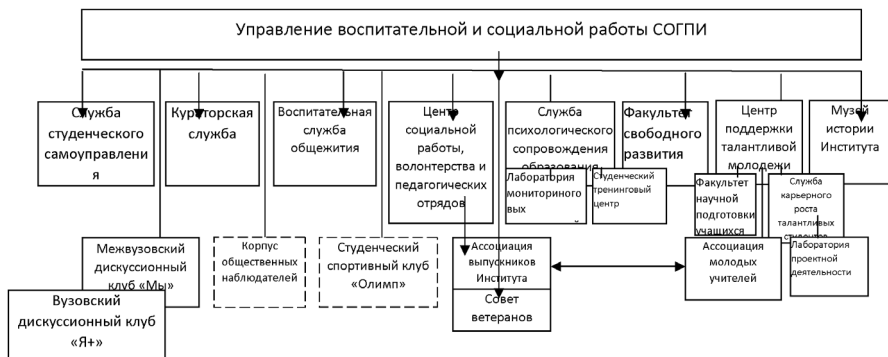 Управление воспитательной и социальной работы СОГПИ
Служба
студенческого
самоуправлени
я
Кураторская
служба
Воспитательная
служба
общежития
Центр
социальной
работы,
волонтерства и
педагогических
отрядов
Служба
психологического
сопровождения
образования
Лаборатория
мониторинговых
вых
Студенческий
тренинговый
центр
Факультет
свободного
развития
Центр
поддержки
талантливой
молодежи
Факультет
научной
подготовки
учащихся
Служба
карьерного
роста
талантливых
студентов
Музей
истории
Института
Межвузовский
дискуссионный
клуб «Мы»
Вузовский
дискуссионный клуб
«Я+»
Корпус
общественных
наблюдателей
Студенческий
спортивный клуб
«Олимп»
Ассоциация
выпускников
Института
Совет
ветеранов
Ассоциация
молодых
учителей
Лаборатория
проектной
деятельности